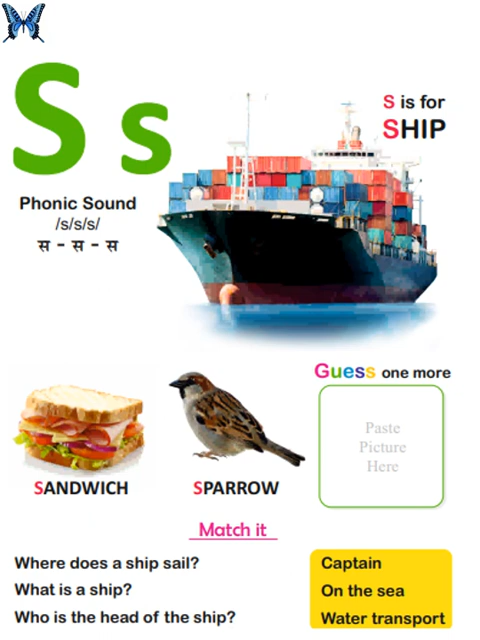 S s
S is for
SHIP
Phonic Sound
/s/s/s/
स - स - स
Guess one more
Paste
Picture
Here
SANDWICH
SPARROW
Match it
Where does a ship sail?
Captain
What is a ship?
On the sea
Who is the head of the ship?
Water transport